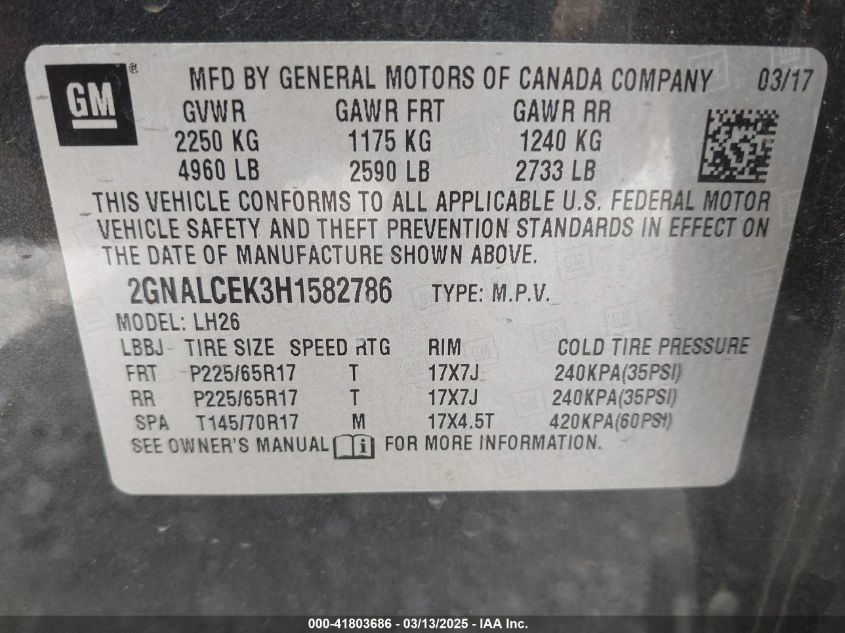 GM ® MFD BY GENERAL MOTORS OF CANADA COMPANY 03/17
GVWR GAWR FRT GAWR RR
2250 KG 1175 KG 1240 KG
4960 LB 2590 LB 2733 LB
THIS VEHICLE CONFORMS TO ALL APPLICABLE U.S. FEDERAL MOTOR
VEHICLE SAFETY AND THEFT PREVENTION STANDARDS IN EFFECT ON
THE DATE OF MANUFACTURE SHOWN ABOVE.
2GNALCEK3H1582786 TYPE: M.P.V.
MODEL: LH26
LBBJ TIRE SIZE SPEED RTG RIM COLD TIRE PRESSURE
FRT P225/65R17 T 17X7J 240KPA(35PSI)
RR P225/65R17 T 17X7J 240KPA(35PSI)
SPA T145/70R17 M 17X4.5T 420KPA(60PSI)
SEE OWNER'S MANUAL i FOR MORE INFORMATION.
000-41803686 - 03/13/2025 - IAA Inc.